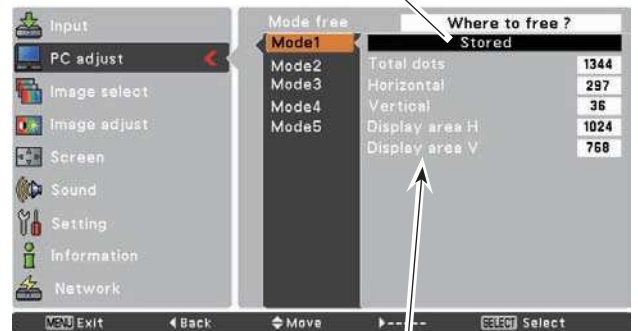 Input
PC adjust
Image select
Image adjust
Screen
Sound
Setting
Information
Network
Mode free
Mode1
Mode2
Mode3
Mode4
Mode5
Where to free ?
Stored
Total dots 1344
Horizontal 297
Vertical 36
Display area H 1024
Display area V 768
MENU Exit Back Move ----- SELECT Select